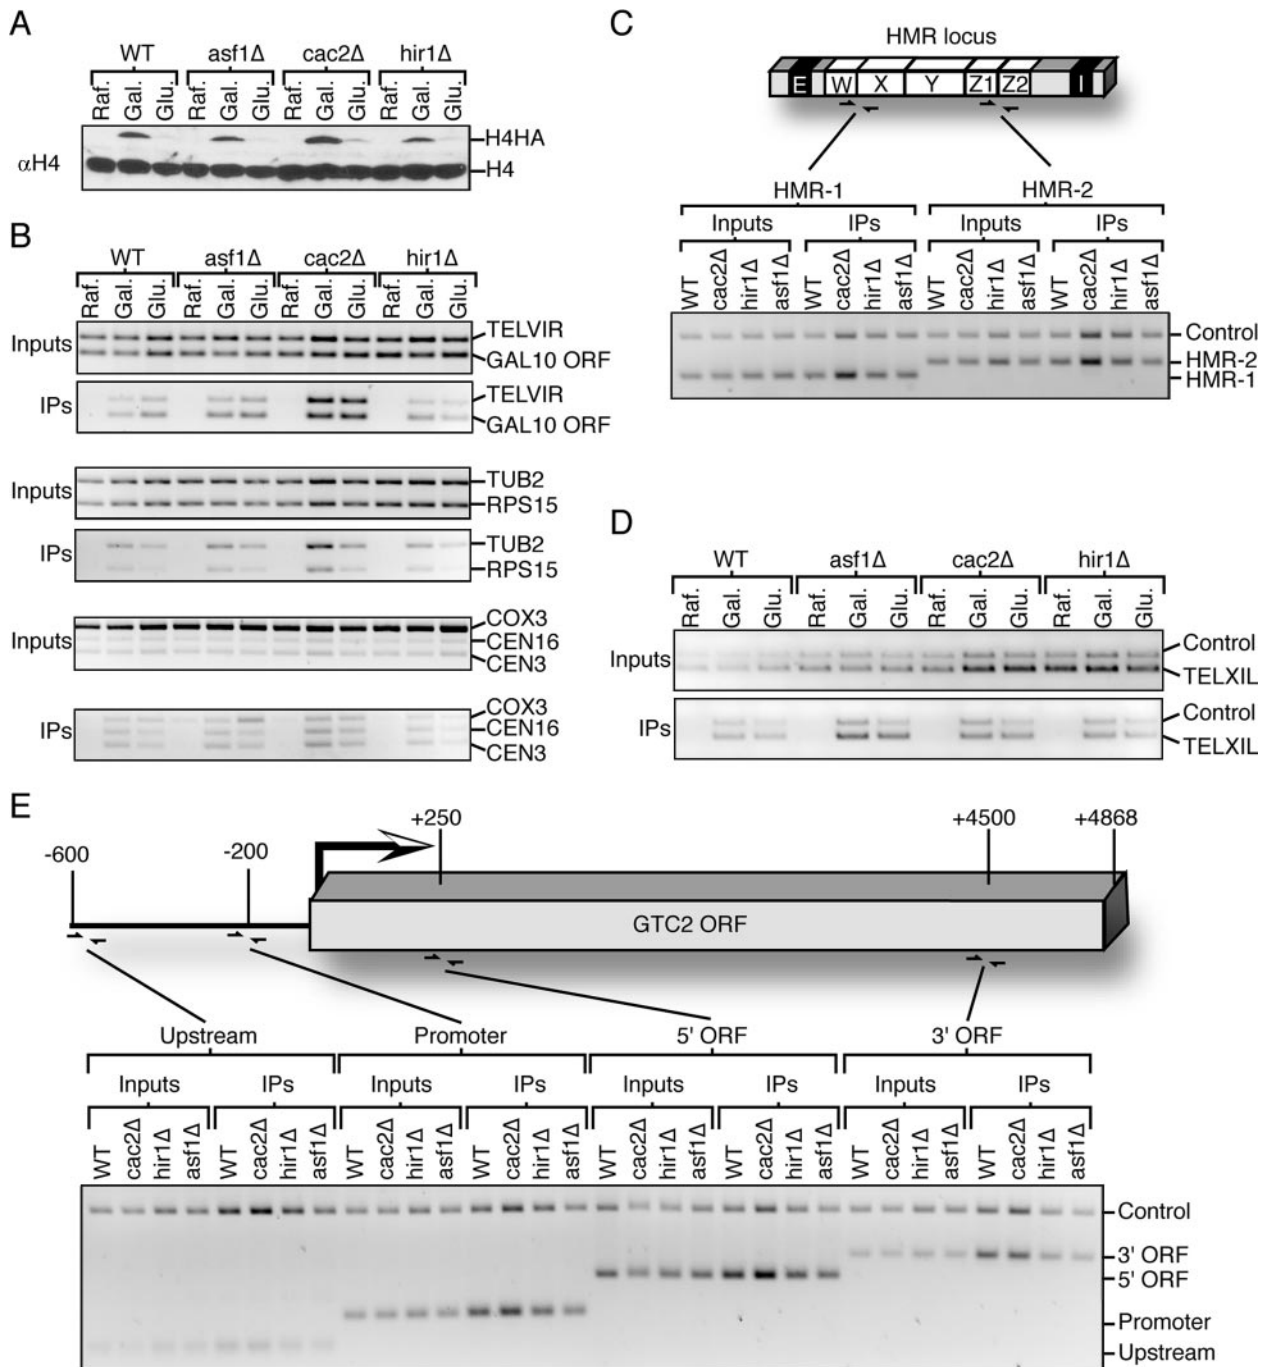 A
WT asf1Δ cac2Δ hir1Δ
Raf. Gal. Glu. Raf. Gal. Glu. Raf. Gal. Glu. Raf. Gal. Glu.
αH4
H4HA
H4
B
WT asf1Δ cac2Δ hir1Δ
Raf. Gal. Glu. Raf. Gal. Glu. Raf. Gal. Glu. Raf. Gal. Glu.
Inputs
TELVIR
GAL10 ORF
IPs
TELVIR
GAL10 ORF
Inputs
TUB2
RPS15
IPs
TUB2
RPS15
Inputs
COX3
CEN16
CEN3
IPs
COX3
CEN16
CEN3
C
HMR locus
E W X Y Z1 Z2 I
HMR-1 HMR-2
Inputs IPs Inputs IPs
WT cac2Δ hir1Δ asf1Δ WT cac2Δ hir1Δ asf1Δ WT cac2Δ hir1Δ asf1Δ WT cac2Δ hir1Δ asf1Δ
Control
HMR-2
HMR-1
D
WT asf1Δ cac2Δ hir1Δ
Raf. Gal. Glu. Raf. Gal. Glu. Raf. Gal. Glu. Raf. Gal. Glu.
Inputs
Control
TELXIL
IPs
Control
TELXIL
E
-600 -200 +250 +4500 +4868
GTC2 ORF
Upstream Promoter 5' ORF 3' ORF
Inputs IPs Inputs IPs Inputs IPs Inputs IPs
WT cac2Δ hir1Δ asf1Δ WT cac2Δ hir1Δ asf1Δ WT cac2Δ hir1Δ asf1Δ WT cac2Δ hir1Δ asf1Δ WT cac2Δ hir1Δ asf1Δ WT cac2Δ hir1Δ asf1Δ WT cac2Δ hir1Δ asf1Δ WT cac2Δ hir1Δ asf1Δ
Control
3' ORF
5' ORF
Promoter
Upstream